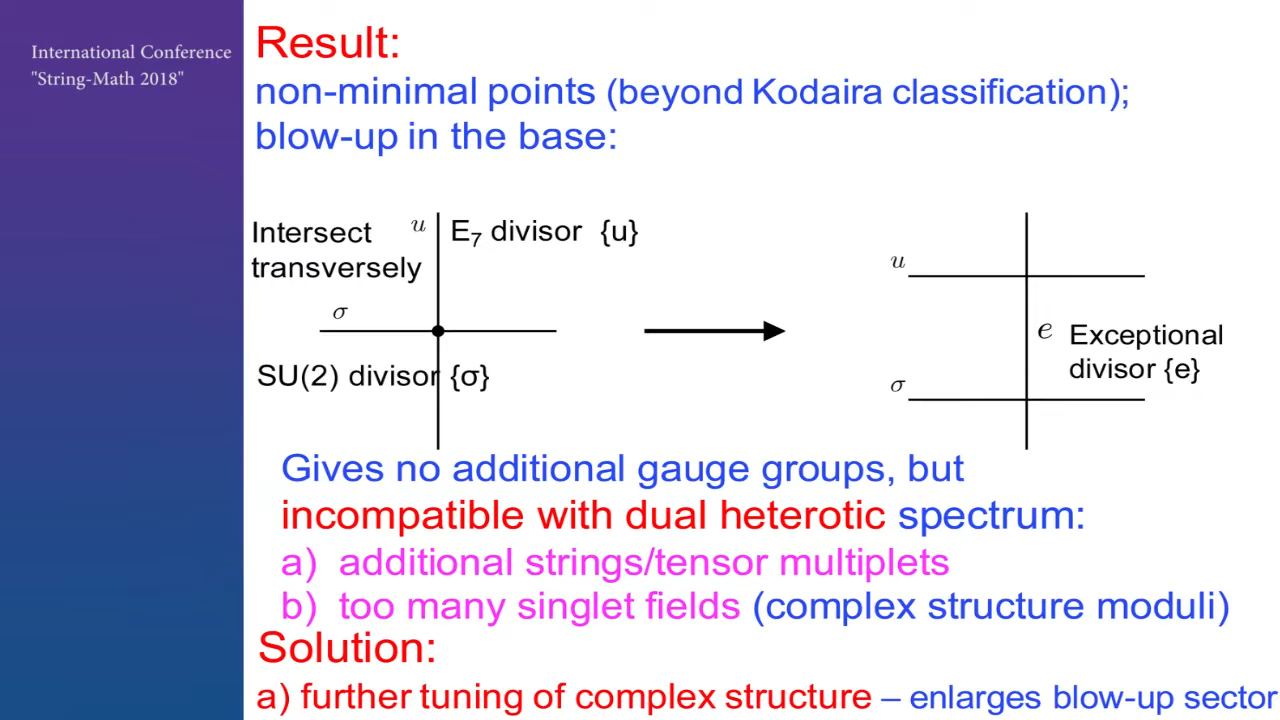 International Conference
"String-Math 2018"
Result:
non-minimal points (beyond Kodaira classification);
blow-up in the base:
Intersect
transversely
u
E₇ divisor {u}
σ
SU(2) divisor {σ}
u
e
Exceptional
divisor {e}
σ
Gives no additional gauge groups, but
incompatible with dual heterotic spectrum:
a) additional strings/tensor multiplets
b) too many singlet fields (complex structure moduli)
Solution:
a) further tuning of complex structure – enlarges blow-up sector